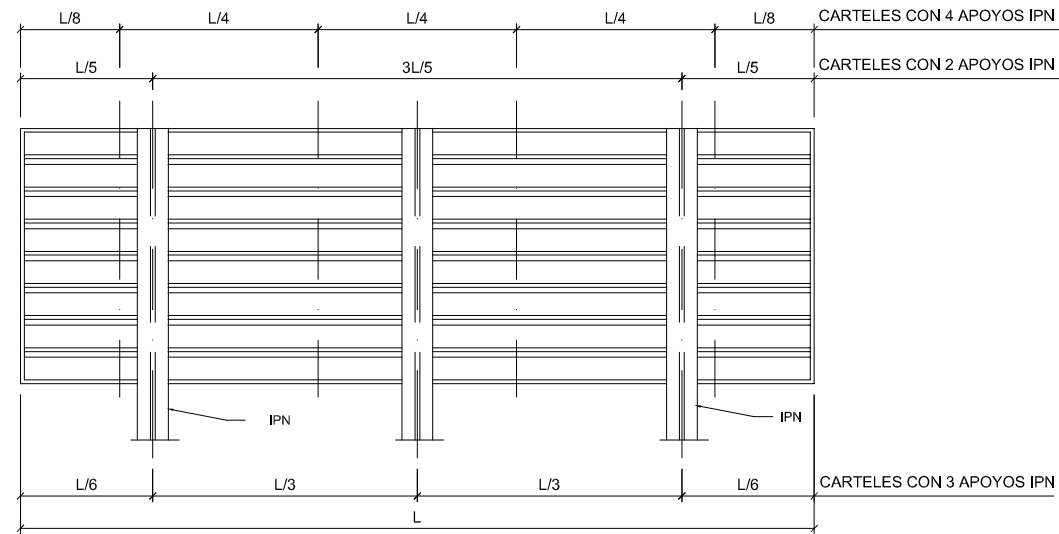 L/8 L/4 L/4 L/4 L/8 CARTELES CON 4 APOYOS IPN
L/5 3L/5 L/5 CARTELES CON 2 APOYOS IPN
IPN IPN
L/6 L/3 L/3 L/6 CARTELES CON 3 APOYOS IPN
L